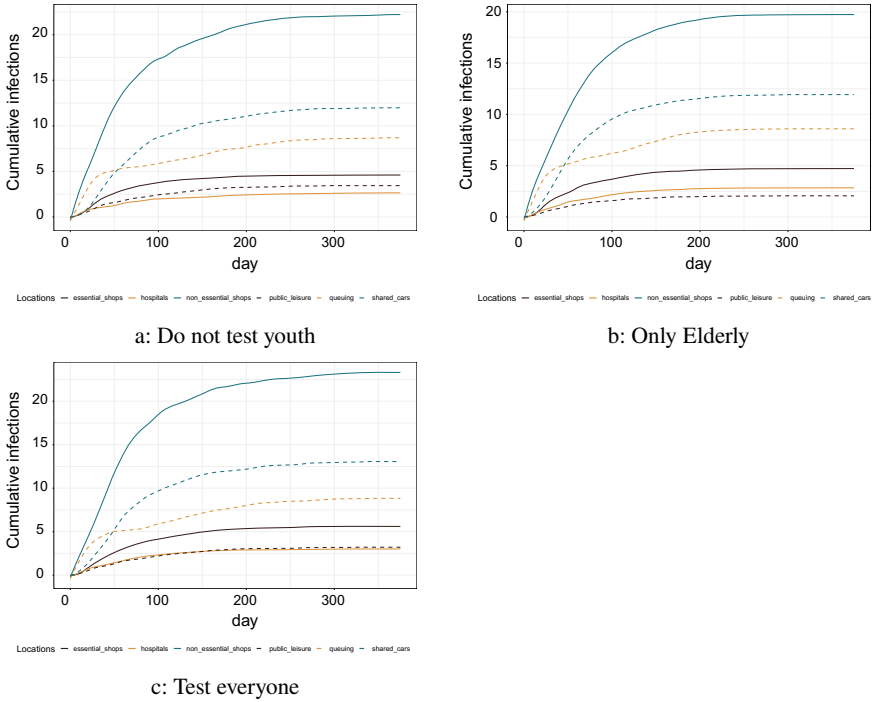 20
15
10
5
0
Cumulative infections
0 100 200 300
day
Locations essential_shops hospitals non_essential_shops public_leisure queuing shared_cars
a: Do not test youth
20
15
10
5
0
Cumulative infections
0 100 200 300
day
Locations essential_shops hospitals non_essential_shops public_leisure queuing shared_cars
b: Only Elderly
20
15
10
5
0
Cumulative infections
0 100 200 300
day
Locations essential_shops hospitals non_essential_shops public_leisure queuing shared_cars
c: Test everyone